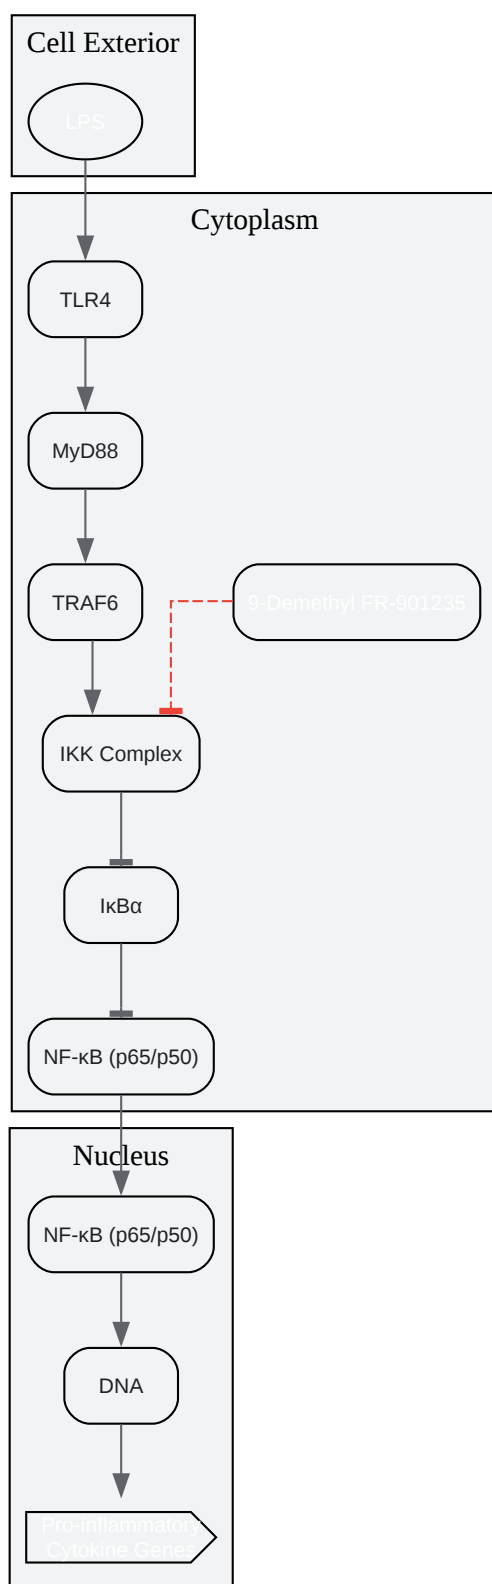 Cell Exterior
LPS
Cytoplasm
TLR4
MyD88
TRAF6
9-Demethyl FR-901235
IKK Complex
IκBα
NF-κB (p65/p50)
Nucleus
NF-κB (p65/p50)
DNA
Pro-inflammatory
Cytokine Genes